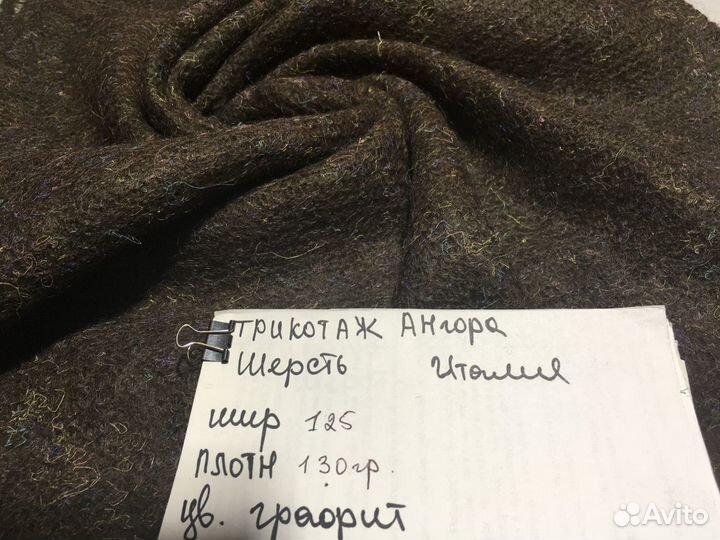 ТРИКОТАЖ АНгора
Шерсть Италия
шир 125
плотн 130гр.
цв. графит
Avito